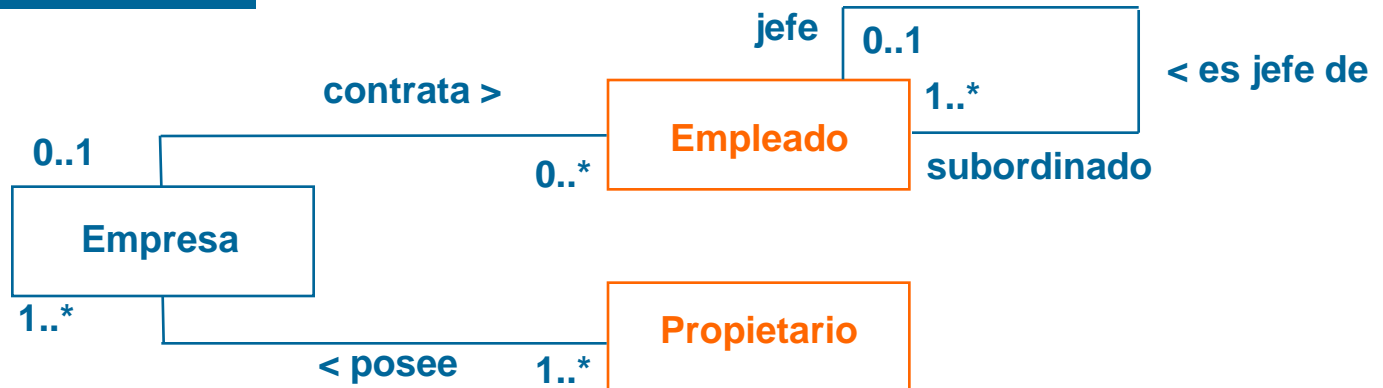 jefe
0..1
< es jefe de
contrata >
1..*
Empleado
0..1
0..*
subordinado
Empresa
1..*
Propietario
< posee
1..*